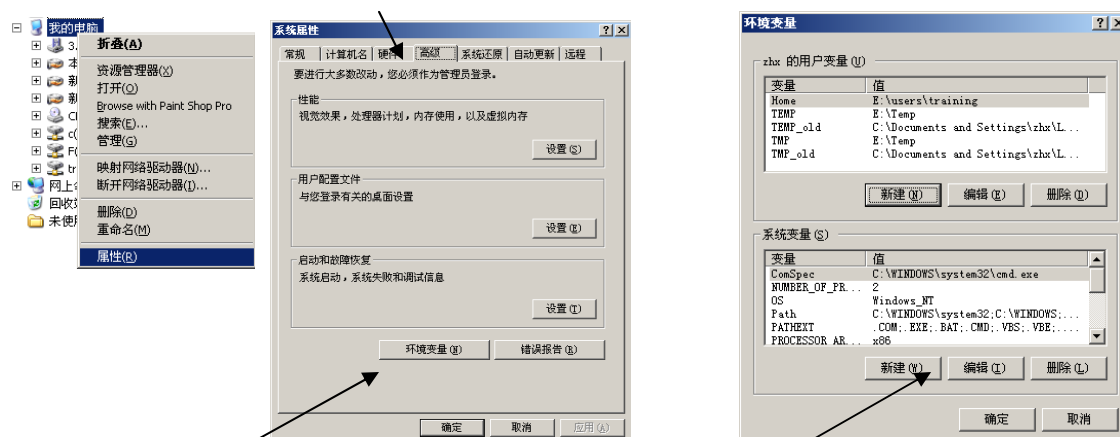 我的电脑
3.
本
新
新
C
c(
F(
tr
网上
回收
未使用
折叠(A)
资源管理器(X)
打开(O)
Browse with Paint Shop Pro
搜索(E)...
管理(G)
映射网络驱动器(N)...
断开网络驱动器(I)...
删除(D)
重命名(M)
属性(R)
系统属性
常规 计算机名 硬件 高级 系统还原 自动更新 远程
要进行大多数改动，您必须作为管理员登录。
性能
视觉效果，处理器计划，内存使用，以及虚拟内存
设置(S)
用户配置文件
与您登录有关的桌面设置
设置(E)
启动和故障恢复
系统启动，系统失败和调试信息
设置(T)
环境变量(N) 错误报告(R)
确定 取消 应用(A)
环境变量
zhx 的用户变量(U)
变量 值
Home E:\users\training
TEMP E:\Temp
TEMP_old C:\Documents and Settings\zhx\L...
TMP E:\Temp
TMP_old C:\Documents and Settings\zhx\L...
新建(N) 编辑(E) 删除(D)
系统变量(S)
变量 值
ComSpec C:\WINDOWS\system32\cmd.exe
NUMBER_OF_PR... 2
OS Windows_NT
Path C:\WINDOWS\system32;C:\WINDOWS;...
PATHEXT .COM;.EXE;.BAT;.CMD;.VBS;.VBE;....
PROCESSOR_AR... x86
新建(W) 编辑(I) 删除(L)
确定 取消